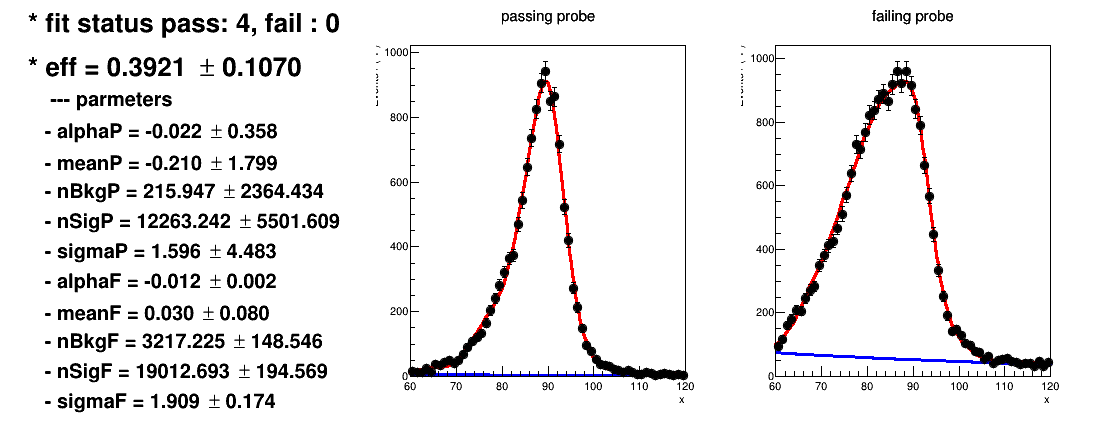 * fit status pass: 4, fail : 0
* eff = 0.3921 ± 0.1070
--- parmeters
- alphaP = -0.022 ± 0.358
- meanP = -0.210 ± 1.799
- nBkgP = 215.947 ± 2364.434
- nSigP = 12263.242 ± 5501.609
- sigmaP = 1.596 ± 4.483
- alphaF = -0.012 ± 0.002
- meanF = 0.030 ± 0.080
- nBkgF = 3217.225 ± 148.546
- nSigF = 19012.693 ± 194.569
- sigmaF = 1.909 ± 0.174
passing probe
1000
800
600
400
200
0
60 70 80 90 100 110 120
x
failing probe
1000
800
600
400
200
0
60 70 80 90 100 110 120
x